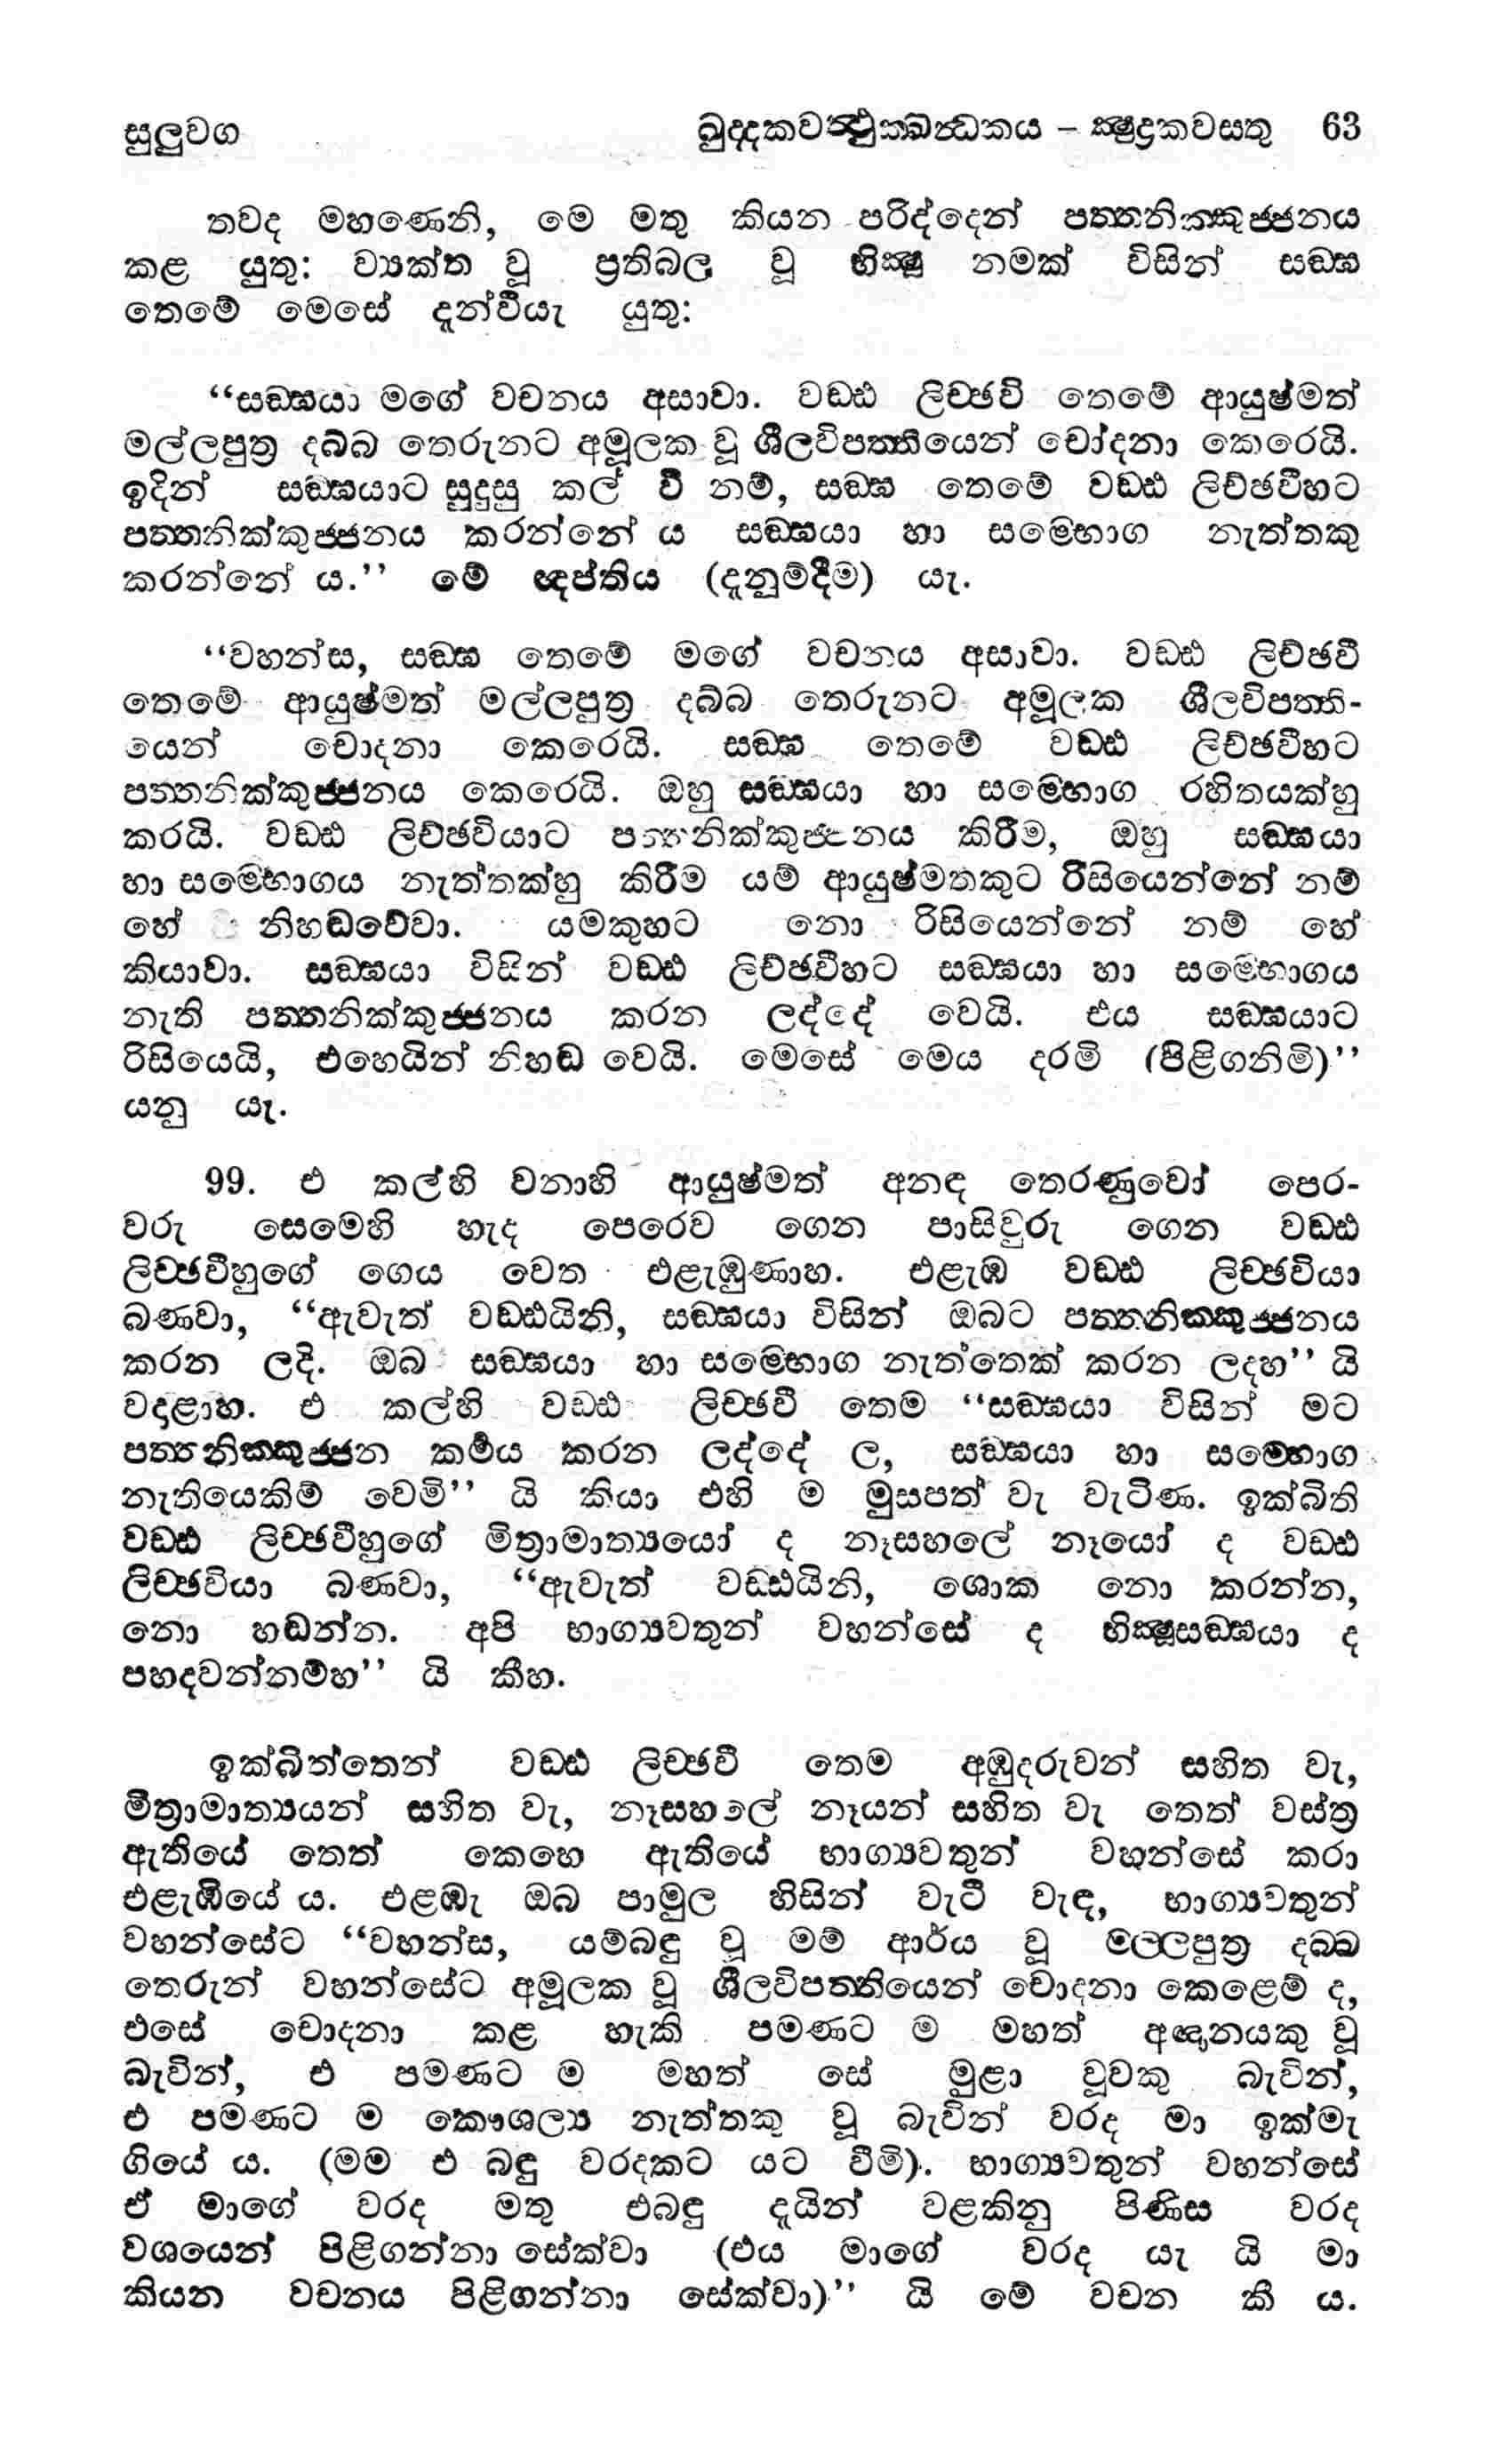 සුලුවග ඛුද්දකවත්‍ථුක්ඛන්‍ධකය – ක්‍ෂුද්‍රකවස්තු 63
තවද මහණෙනි, මෙ මතු කියන පරිද්දෙන් පත්තනික්කුජ්ජනය
කළ යුතු: ව්‍යක්ත වූ ප්‍රතිබල වූ භික්‍ෂු නමක් විසින් සඞ්ඝ
තෙමේ මෙසේ දැන්වියැ යුතු:
“සඞ්ඝයා මගේ වචනය අසාවා. වඩ්ඪ ලිච්ඡවි තෙමේ ආයුෂ්මත්
මල්ලපුත්‍ර දබ්බ තෙරුනට අමූලක වූ ශීලවිපත්තියෙන් චෝදනා කෙරෙයි.
ඉදින් සඞ්ඝයාට සුදුසු කල් වී නම්, සඞ්ඝ තෙමේ වඩ්ඪ ලිච්ඡවීහට
පත්තනික්කුජ්ජනය කරන්නේ ය සඞ්ඝයා හා සම්භොග නැත්තකු
කරන්නේ ය.” මේ ඥප්තිය (දැනුම්දීම) යැ.
“වහන්ස, සඞ්ඝ තෙමේ මගේ වචනය අසාවා. වඩ්ඪ ලිච්ඡවී
තෙමේ ආයුෂ්මත් මල්ලපුත්‍ර දබ්බ තෙරුනට අමූලක ශීලවිපත්ති-
යෙන් චොදනා කෙරෙයි. සඞ්ඝ තෙමේ වඩ්ඪ ලිච්ඡවීහට
පත්තනික්කුජ්ජනය කෙරෙයි. ඔහු සඞ්ඝයා හා සම්භොග රහිතයක්හු
කරයි. වඩ්ඪ ලිච්ඡවියාට පත්තනික්කුජ්ජනය කිරීම, ඔහු සඞ්ඝයා
හා සම්භොගය නැත්තක්හු කිරීම යම් ආයුෂ්මතකුට රිසියෙන්නේ නම්
හේ නිහඬවේවා. යමකුහට නො රිසියෙන්නේ නම් හේ
කියාවා. සඞ්ඝයා විසින් වඩ්ඪ ලිච්ඡවීහට සඞ්ඝයා හා සම්භොගය
නැති පත්තනික්කුජ්ජනය කරන ලද්දේ වෙයි. එය සඞ්ඝයාට
රිසියෙයි, එහෙයින් නිහඬ වෙයි. මෙසේ මෙය දරමි (පිළිගනිමි)”
යනු යැ.
99. එ කල්හි වනාහි ආයුෂ්මත් අනඳ තෙරණුවෝ පෙර-
වරු සෙමෙහි හැඳ පෙරෙව ගෙන පාසිවුරු ගෙන වඩ්ඪ
ලිච්ඡවීහුගේ ගෙය වෙත එළැඹුණාහ. එළැඹ වඩ්ඪ ලිච්ඡවියා
බණවා, “ඇවැත් වඩ්ඪයිනි, සඞ්ඝයා විසින් ඔබට පත්තනික්කුජ්ජනය
කරන ලදි. ඔබ සඞ්ඝයා හා සම්භොග නැත්තෙක් කරන ලදහ” යි
වදාළාහ. එ කල්හි වඩ්ඪ ලිච්ඡවී තෙම “සඞ්ඝයා විසින් මට
පත්තනික්කුජ්ජන කර්‍මය කරන ලද්දේ ල, සඞ්ඝයා හා සම්භොග
නැතියෙකිම් වෙමි” යි කියා එහි ම මුසපත් වැ වැටිණ. ඉක්බිති
වඩ්ඪ ලිච්ඡවීහුගේ මිත්‍රාමාත්‍යයෝ ද නෑසහලේ නෑයෝ ද වඩ්ඪ
ලිච්ඡවියා බණවා, “ඇවැත් වඩ්ඪයිනි, ශොක නො කරන්න,
නො හඬන්න. අපි භාග්‍යවතුන් වහන්සේ ද භික්‍ෂුසඞ්ඝයා ද
පහදවන්නම්හ” යි කීහ.
ඉක්බිත්තෙන් වඩ්ඪ ලිච්ඡවී තෙම අඹුදරුවන් සහිත වැ,
මිත්‍රාමාත්‍යයන් සහිත වැ, නෑසහලේ නෑයන් සහිත වැ තෙත් වස්ත්‍ර
ඇතියේ තෙත් කෙහෙ ඇතියේ භාග්‍යවතුන් වහන්සේ කරා
එළැඹියේ ය. එළඹැ ඔබ පාමුල හිසින් වැටී වැඳ, භාග්‍යවතුන්
වහන්සේට “වහන්ස, යම්බඳු වූ මම් ආර්ය වූ මල්ලපුත්‍ර දබ්බ
තෙරුන් වහන්සේට අමූලක වූ ශීලවිපත්තියෙන් චොදනා කෙළෙම් ද,
එසේ චොදනා කළ හැකි පමණට ම මහත් අඥානයකු වූ
බැවින්, එ පමණට ම මහත් සේ මුළා වූවකු බැවින්,
එ පමණට ම කෞශල්‍ය නැත්තකු වූ බැවින් වරද මා ඉක්මැ
ගියේ ය. (මම එ බඳු වරදකට යට වීමි). භාග්‍යවතුන් වහන්සේ
ඒ මාගේ වරද මතු එබඳු දැයින් වළකිනු පිණිස වරද
වශයෙන් පිළිගන්නා සේක්වා (එය මාගේ වරද යැ යි මා
කියන වචනය පිළිගන්නා සේක්වා)” යි මේ වචන කී ය.